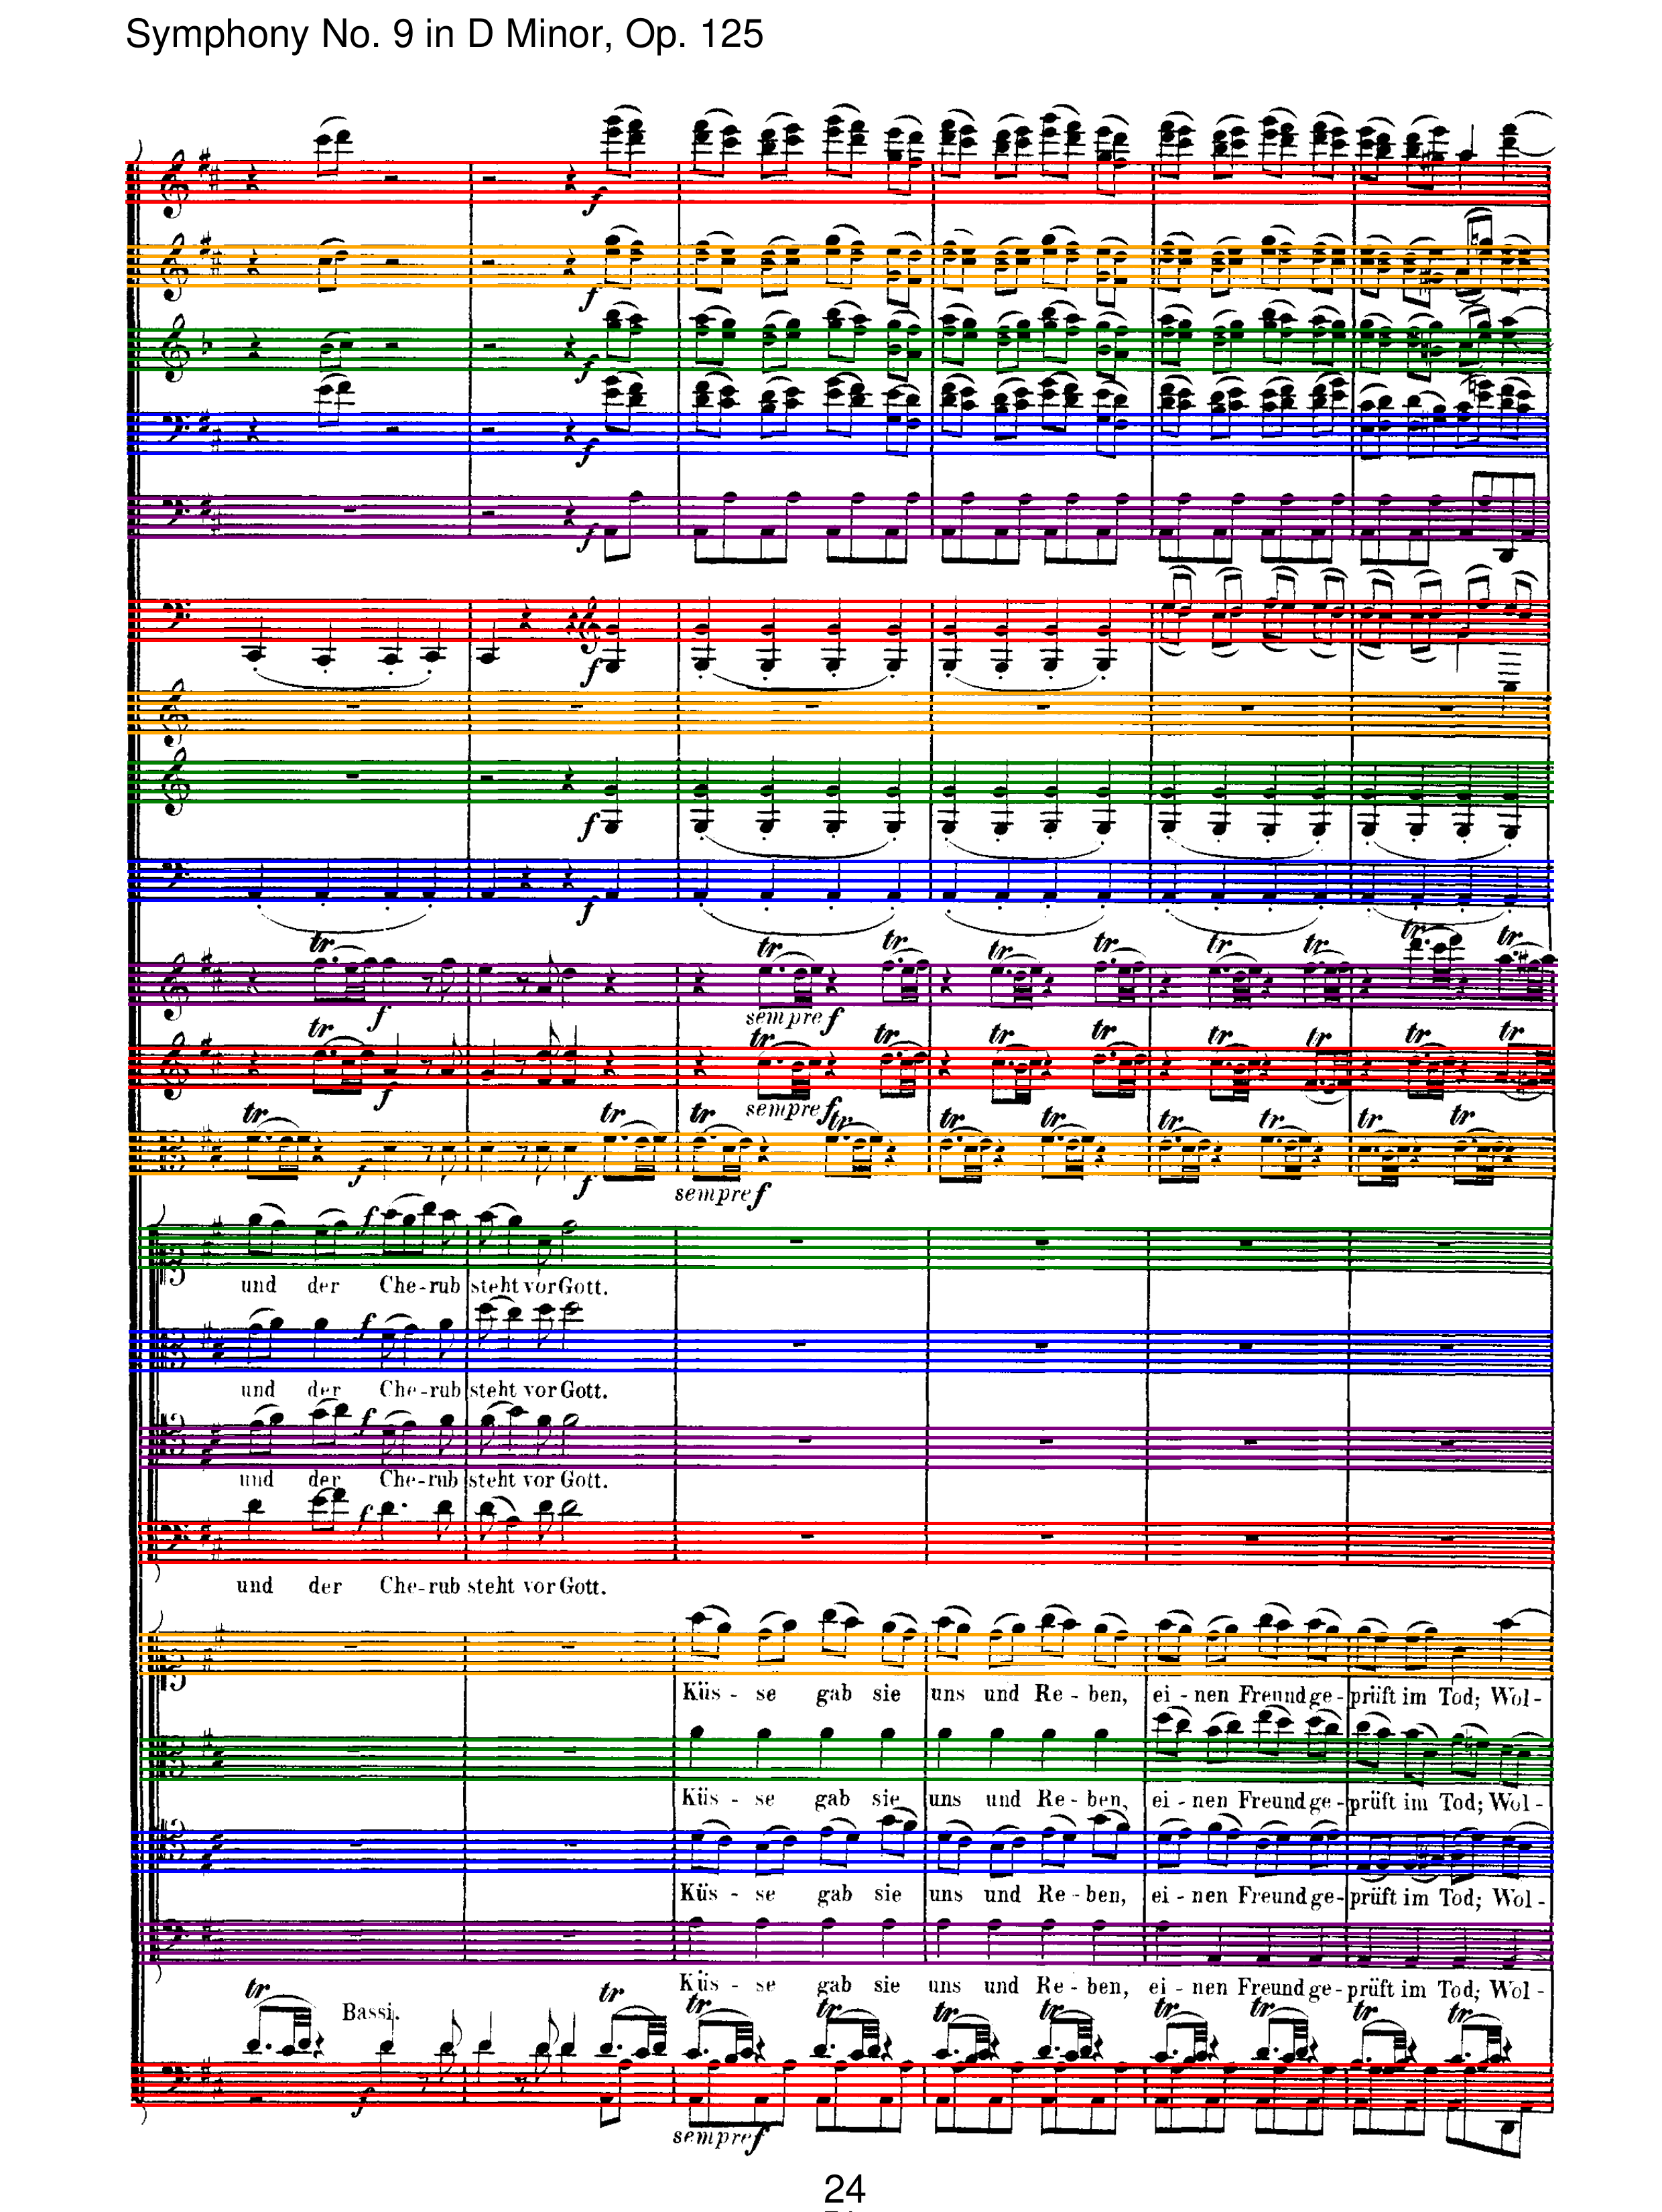 Symphony No. 9 in D Minor, Op. 125
f
f
f
f
f
f
f
f
tr tr tr tr tr tr tr tr tr
f sempre f
tr tr tr tr tr tr tr tr tr
f sempre f
tr tr tr tr tr tr tr tr tr tr
f f sempre f
f
und der Che-rub steht vor Gott.
f
und der Che-rub steht vor Gott.
f
und der Che-rub steht vor Gott.
f
und der Che-rub steht vor Gott.
Küs - se gab sie uns und Re - ben, ei - nen Freund ge - prüft im Tod; Wol -
Küs - se gab sie uns und Re - ben, ei - nen Freund ge - prüft im Tod; Wol -
Küs - se gab sie uns und Re - ben, ei - nen Freund ge - prüft im Tod; Wol -
Küs - se gab sie uns und Re - ben, ei - nen Freund ge - prüft im Tod; Wol -
tr Bassi. tr tr tr tr tr tr tr tr tr
f sempre f
24